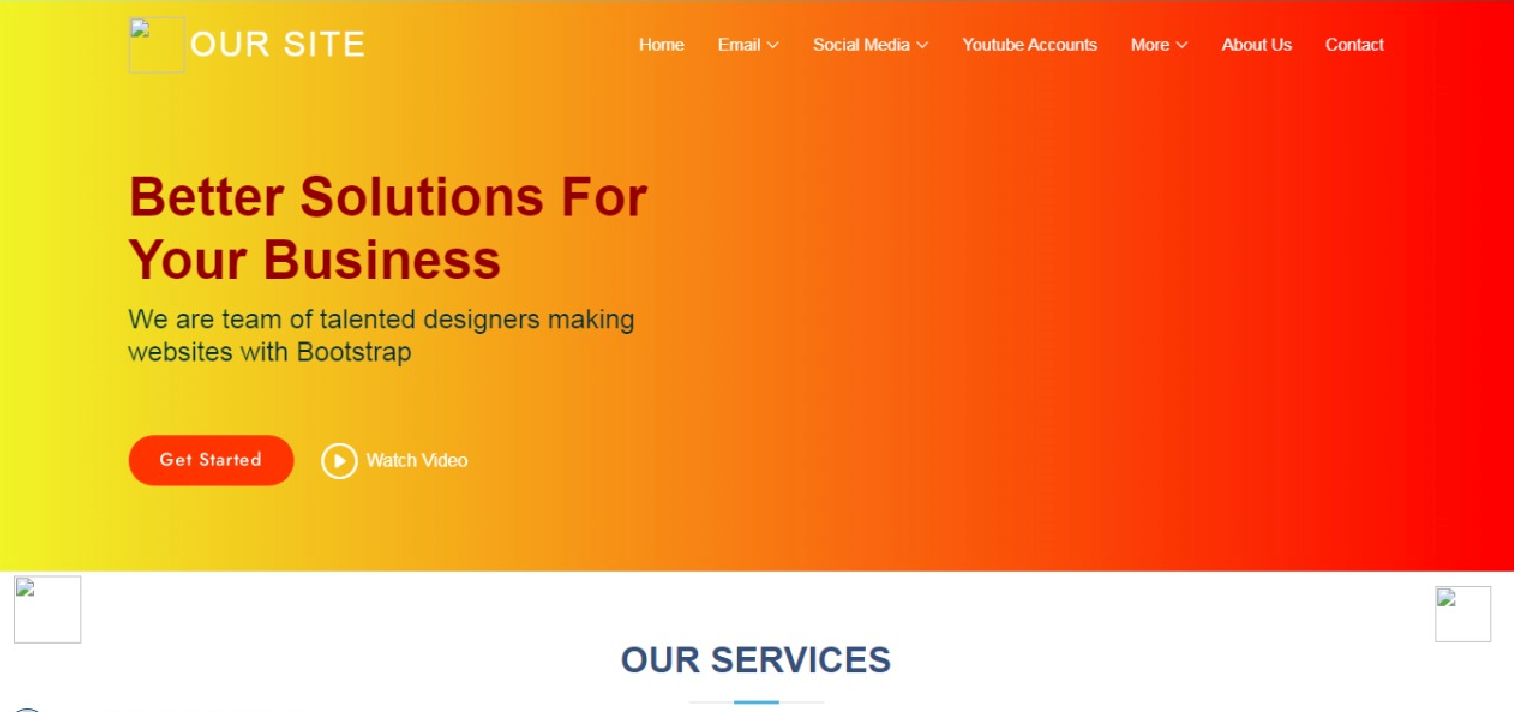 OUR SITE
Home Email Social Media Youtube Accounts More About Us Contact
Better Solutions For
Your Business
We are team of talented designers making
websites with Bootstrap
Get Started Watch Video
OUR SERVICES